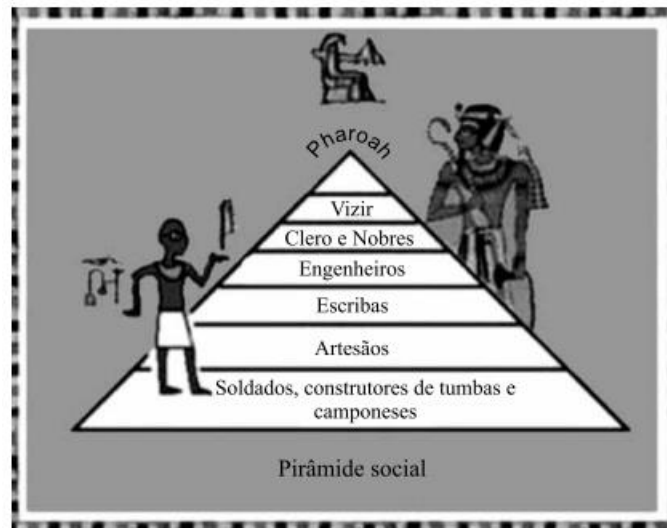 Pharoah
Vizir
Clero e Nobres
Engenheiros
Escribas
Artesãos
Soldados, construtores de tumbas e
camponeses
Pirâmide social